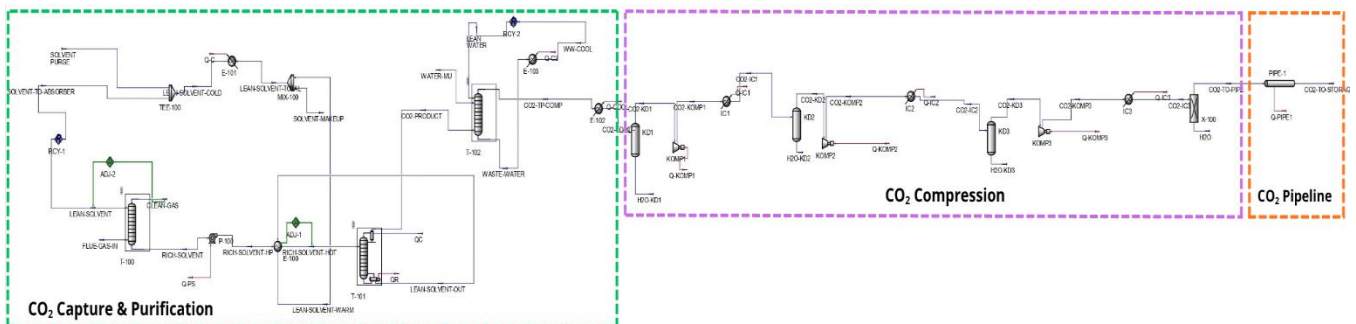 LEAN
WATER
RCY-2
WW-COOL
SOLVENT
PURGE
Q-C
E-101
E-103
SOLVENT-TO-ABSORBER
LEAN-SOLVENT-COLD
LEAN-SOLVENT-TOTAL
TEE-100
MIX-100
SOLVENT-MAKEUP
WATER-MU
CO2-TP-COMP
CO2-PRODUCT
T-102
WASTE-WATER
E-102
RCY-1
ADJ-2
CLEAN-GAS
LEAN-SOLVENT
FLUE-GAS-IN
T-100
RICH-SOLVENT
P-100
Q-PS
RICH-SOLVENT-HP
ADJ-1
RICH-SOLVENT-HOT
E-100
T-101
QC
QR
LEAN-SOLVENT-OUT
LEAN-SOLVENT-WARM
CO₂ Capture & Purification
CO2-KD1
KD1
H2O-KD1
CO2-KOMP1
KOMP1
Q-KOMP1
CO2-IC1
Q-IC1
IC1
KD2
CO2-KD2
H2O-KD2
CO2-KOMP2
KOMP2
Q-KOMP2
IC2
Q-IC2
CO2-IC2
KD3
CO2-KD3
H2O-KD3
KOMP3
Q-KOMP3
IC3
Q-IC3
CO2-IC3
X-100
H2O
CO₂ Compression
CO2-TO-PIPE
PIPE-1
Q-PIPE1
CO2-TO-STORAG
CO₂ Pipeline